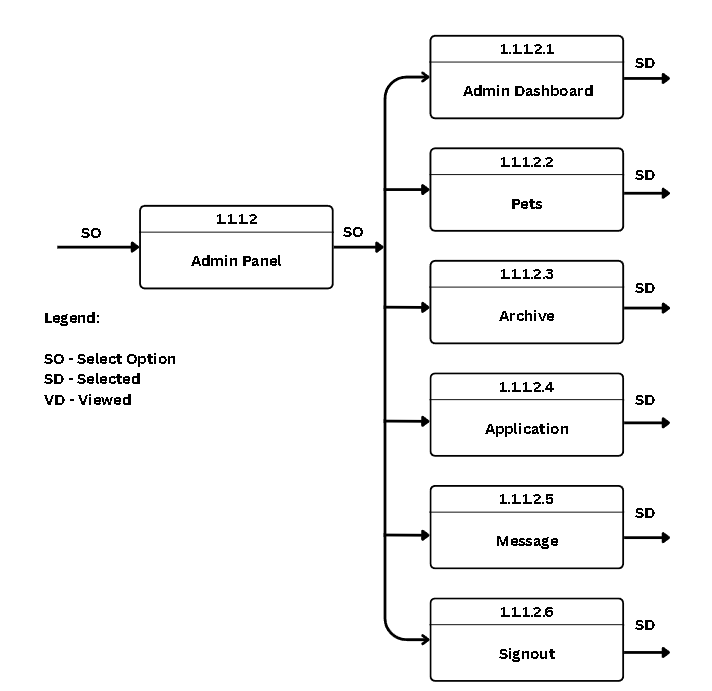 1.1.1.2.1
Admin Dashboard
SD
1.1.1.2.2
Pets
SD
SO
1.1.1.2
Admin Panel
SO
1.1.1.2.3
Archive
SD
Legend:
SO - Select Option
SD - Selected
VD - Viewed
1.1.1.2.4
Application
SD
1.1.1.2.5
Message
SD
1.1.1.2.6
Signout
SD